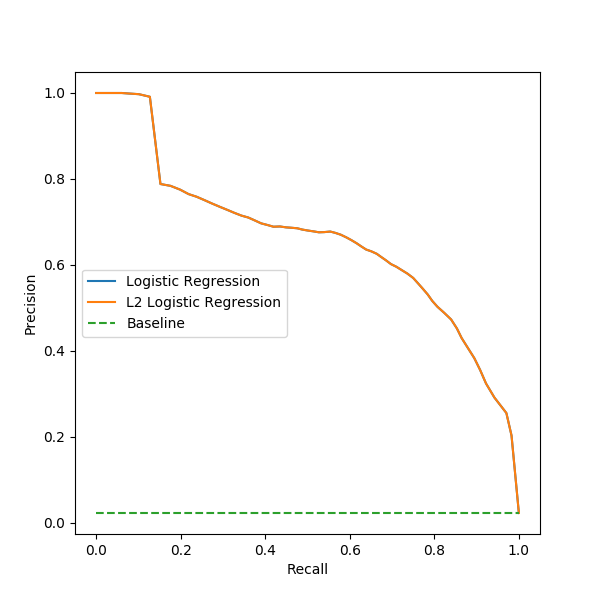 1.0
0.8
0.6
0.4
0.2
0.0
Precision
Logistic Regression
L2 Logistic Regression
Baseline
0.0 0.2 0.4 0.6 0.8 1.0
Recall